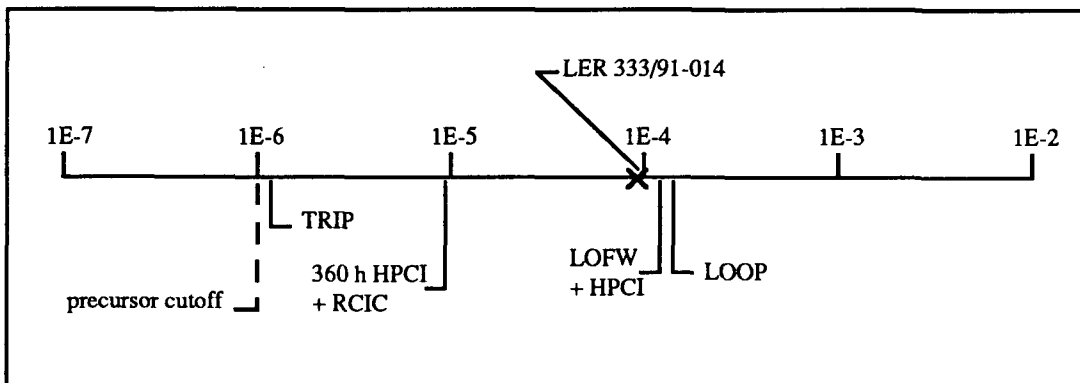 LER 333/91-014
1E-7 1E-6 1E-5 1E-4 1E-3 1E-2
TRIP
360 h HPCI
+ RCIC
LOFW
+ HPCI
LOOP
precursor cutoff